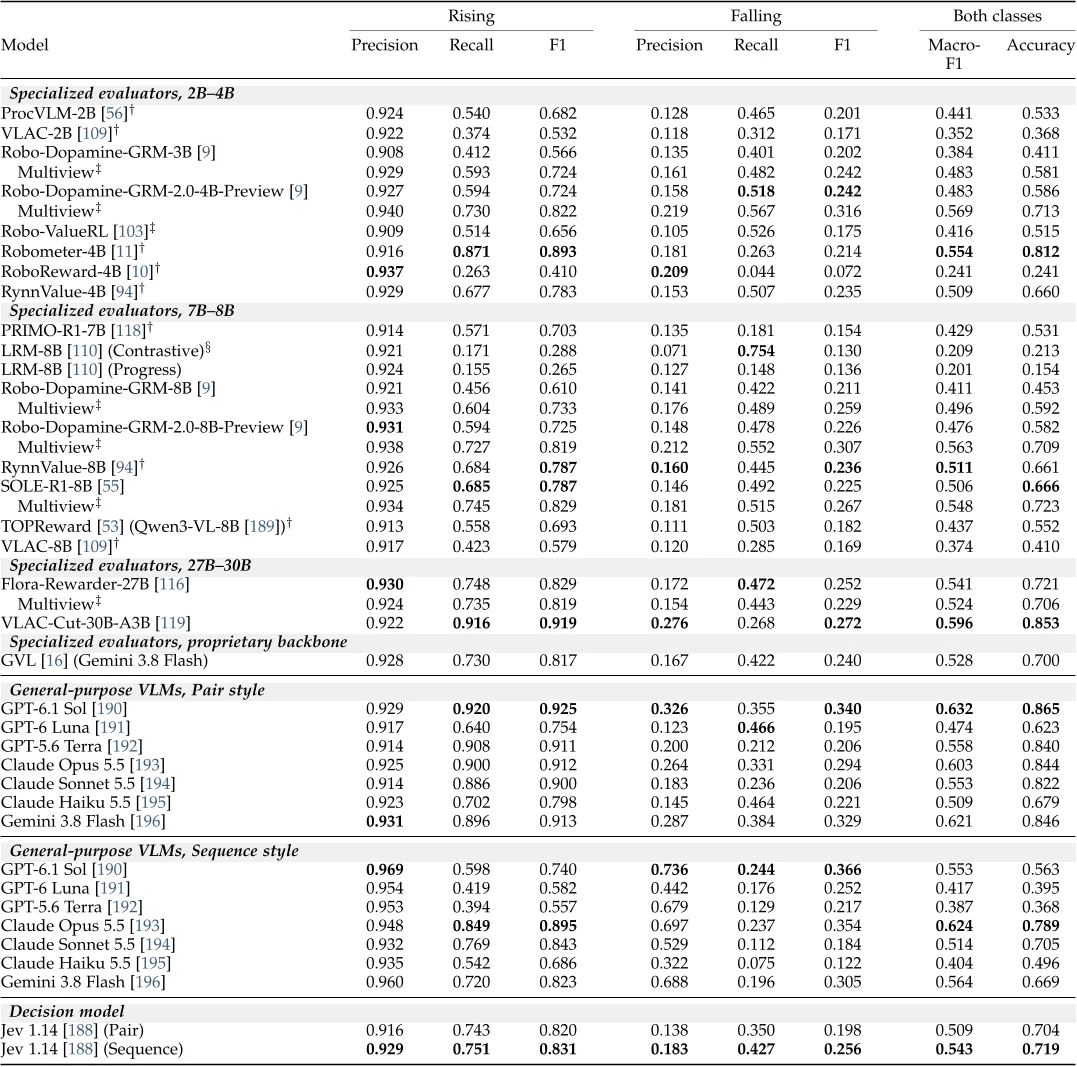 Rising Falling Both classes
Model Precision Recall F1 Precision Recall F1 Macro-F1 Accuracy
Specialized evaluators, 2B–4B
ProcVLM-2B [56]† 0.924 0.540 0.682 0.128 0.465 0.201 0.441 0.533
VLAC-2B [109]† 0.922 0.374 0.532 0.118 0.312 0.171 0.352 0.368
Robo-Dopamine-GRM-3B [9] 0.908 0.412 0.566 0.135 0.401 0.202 0.384 0.411
Multiview‡ 0.929 0.593 0.724 0.161 0.482 0.242 0.483 0.581
Robo-Dopamine-GRM-2.0-4B-Preview [9] 0.927 0.594 0.724 0.158 0.518 0.242 0.483 0.586
Multiview‡ 0.940 0.730 0.822 0.219 0.567 0.316 0.569 0.713
Robo-ValueRL [103]‡ 0.909 0.514 0.656 0.105 0.526 0.175 0.416 0.515
Robometer-4B [11]† 0.916 0.871 0.893 0.181 0.263 0.214 0.554 0.812
RoboReward-4B [10]† 0.937 0.263 0.410 0.209 0.044 0.072 0.241 0.241
RynnValue-4B [94]† 0.929 0.677 0.783 0.153 0.507 0.235 0.509 0.660
Specialized evaluators, 7B–8B
PRIMO-R1-7B [118]† 0.914 0.571 0.703 0.135 0.181 0.154 0.429 0.531
LRM-8B [110] (Contrastive)§ 0.921 0.171 0.288 0.071 0.754 0.130 0.209 0.213
LRM-8B [110] (Progress) 0.924 0.155 0.265 0.127 0.148 0.136 0.201 0.154
Robo-Dopamine-GRM-8B [9] 0.921 0.456 0.610 0.141 0.422 0.211 0.411 0.453
Multiview‡ 0.933 0.604 0.733 0.176 0.489 0.259 0.496 0.592
Robo-Dopamine-GRM-2.0-8B-Preview [9] 0.931 0.594 0.725 0.148 0.478 0.226 0.476 0.582
Multiview‡ 0.938 0.727 0.819 0.212 0.552 0.307 0.563 0.709
RynnValue-8B [94]† 0.926 0.684 0.787 0.160 0.445 0.236 0.511 0.661
SOLE-R1-8B [55] 0.925 0.685 0.787 0.146 0.492 0.225 0.506 0.666
Multiview‡ 0.934 0.745 0.829 0.181 0.515 0.267 0.548 0.723
TOPReward [53] (Qwen3-VL-8B [189])† 0.913 0.558 0.693 0.111 0.503 0.182 0.437 0.552
VLAC-8B [109]† 0.917 0.423 0.579 0.120 0.285 0.169 0.374 0.410
Specialized evaluators, 27B–30B
Flora-Rewarder-27B [116] 0.930 0.748 0.829 0.172 0.472 0.252 0.541 0.721
Multiview‡ 0.924 0.735 0.819 0.154 0.443 0.229 0.524 0.706
VLAC-Cut-30B-A3B [119] 0.922 0.916 0.919 0.276 0.268 0.272 0.596 0.853
Specialized evaluators, proprietary backbone
GVL [16] (Gemini 3.8 Flash) 0.928 0.730 0.817 0.167 0.422 0.240 0.528 0.700
General-purpose VLMs, Pair style
GPT-6.1 Sol [190] 0.929 0.920 0.925 0.326 0.355 0.340 0.632 0.865
GPT-6 Luna [191] 0.917 0.640 0.754 0.123 0.466 0.195 0.474 0.623
GPT-5.6 Terra [192] 0.914 0.908 0.911 0.200 0.212 0.206 0.558 0.840
Claude Opus 5.5 [193] 0.925 0.900 0.912 0.264 0.331 0.294 0.603 0.844
Claude Sonnet 5.5 [194] 0.914 0.886 0.900 0.183 0.236 0.206 0.553 0.822
Claude Haiku 5.5 [195] 0.923 0.702 0.798 0.145 0.464 0.221 0.509 0.679
Gemini 3.8 Flash [196] 0.931 0.896 0.913 0.287 0.384 0.329 0.621 0.846
General-purpose VLMs, Sequence style
GPT-6.1 Sol [190] 0.969 0.598 0.740 0.736 0.244 0.366 0.553 0.563
GPT-6 Luna [191] 0.954 0.419 0.582 0.442 0.176 0.252 0.417 0.395
GPT-5.6 Terra [192] 0.953 0.394 0.557 0.679 0.129 0.217 0.387 0.368
Claude Opus 5.5 [193] 0.948 0.849 0.895 0.697 0.237 0.354 0.624 0.789
Claude Sonnet 5.5 [194] 0.932 0.769 0.843 0.529 0.112 0.184 0.514 0.705
Claude Haiku 5.5 [195] 0.935 0.542 0.686 0.322 0.075 0.122 0.404 0.496
Gemini 3.8 Flash [196] 0.960 0.720 0.823 0.688 0.196 0.305 0.564 0.669
Decision model
Jev 1.14 [188] (Pair) 0.916 0.743 0.820 0.138 0.350 0.198 0.509 0.704
Jev 1.14 [188] (Sequence) 0.929 0.751 0.831 0.183 0.427 0.256 0.543 0.719